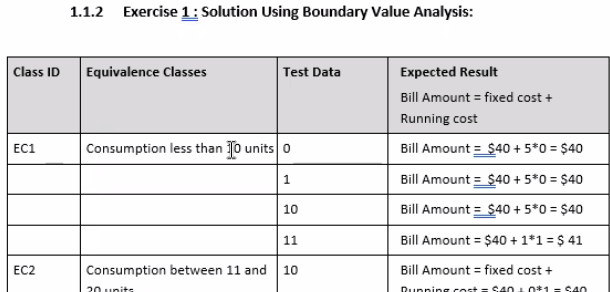 1.1.2 Exercise 1 : Solution Using Boundary Value Analysis:
Class ID Equivalence Classes Test Data Expected Result
Bill Amount = fixed cost +
Running cost
EC1 Consumption less than 10 units 0 Bill Amount = $40 + 5*0 = $40
1 Bill Amount = $40 + 5*0 = $40
10 Bill Amount = $40 + 5*0 = $40
11 Bill Amount = $40 + 1*1 = $ 41
EC2 Consumption between 11 and 10 Bill Amount = fixed cost +
20 units Running cost = $40 + 0*1 = $40